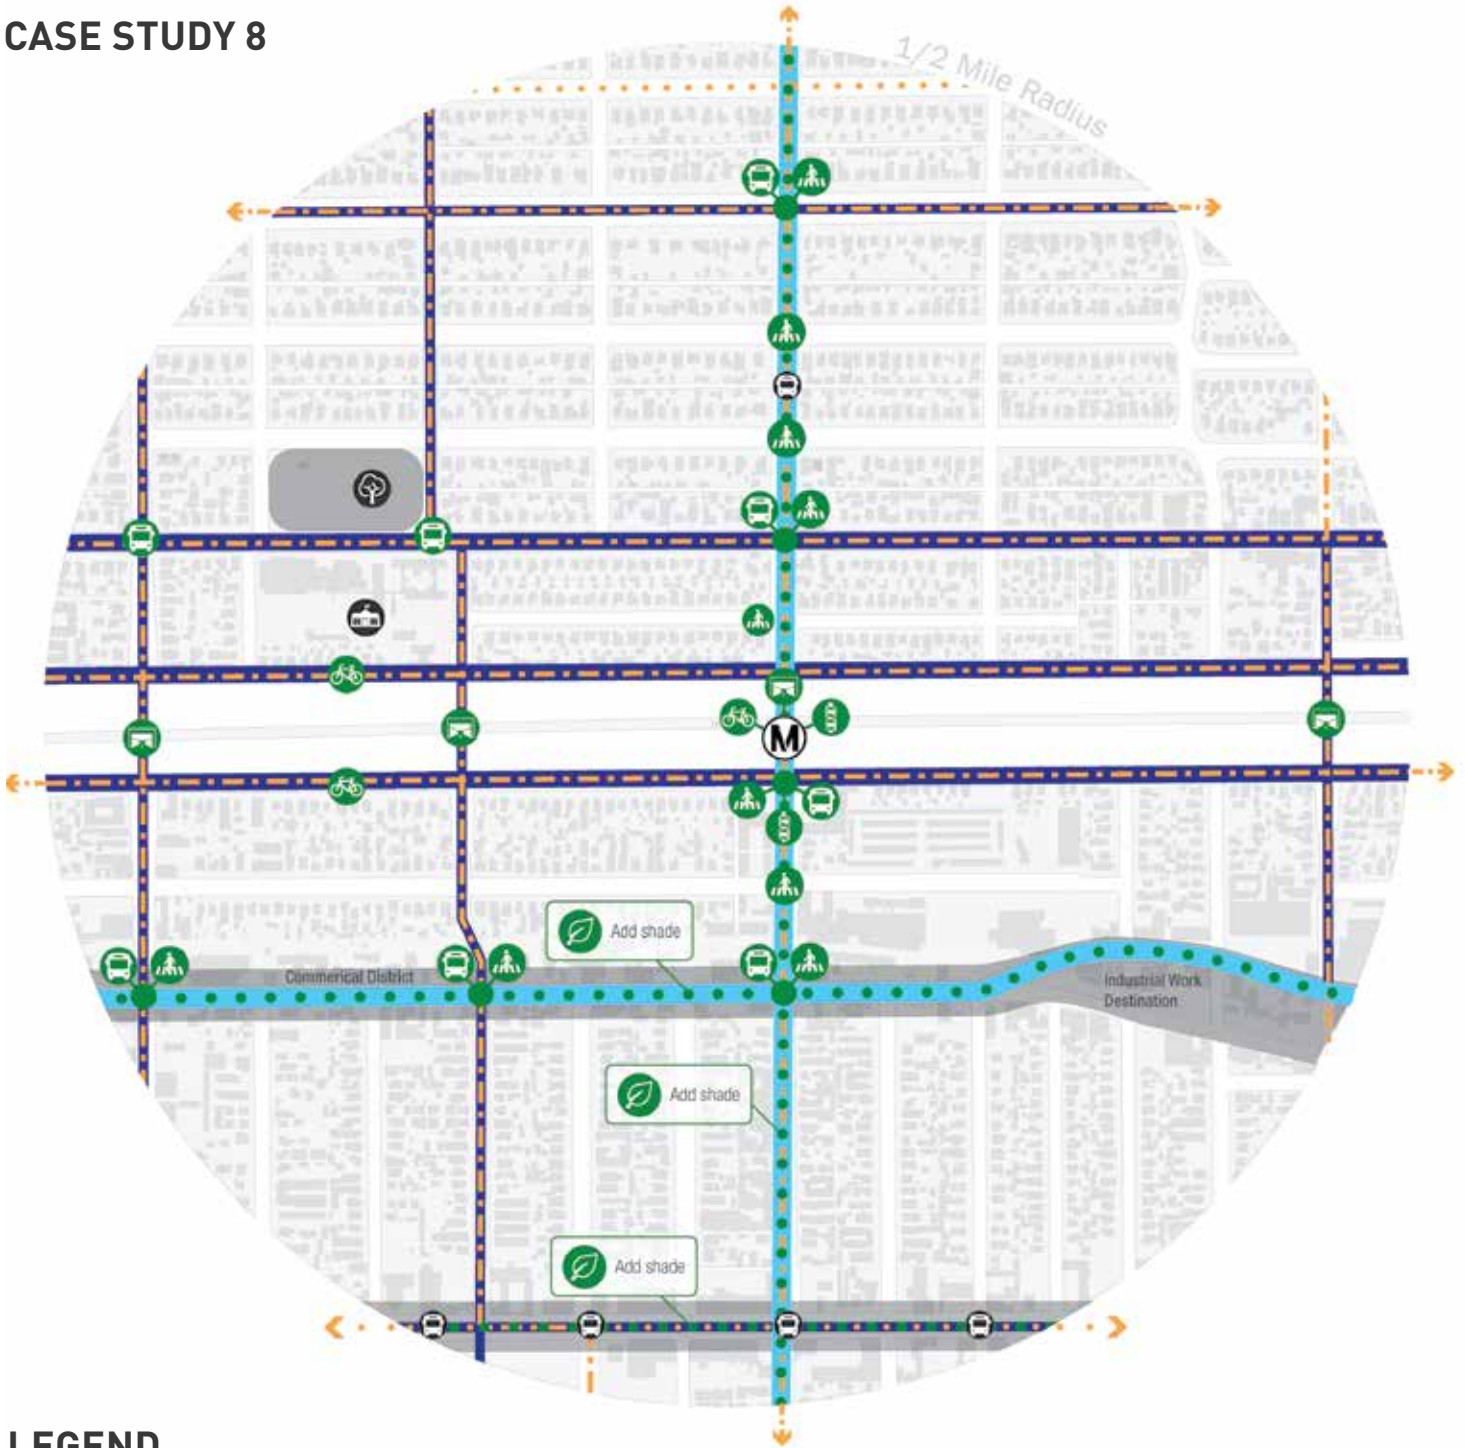 CASE STUDY 8
1/2 Mile Radius
M
Add shade
Commerical District
Industrial Work
Destination
Add shade
Add shade
LEGEND